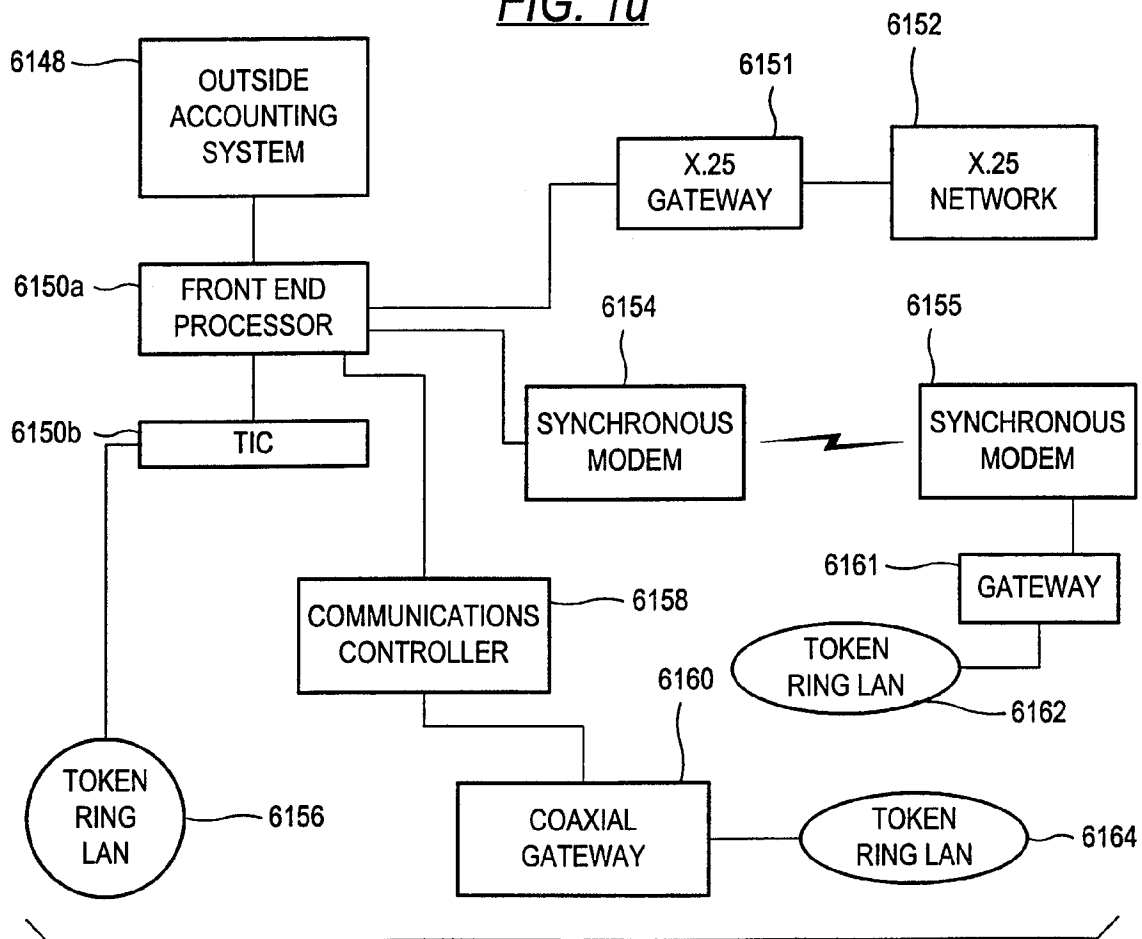 FIG. 1u
6148
OUTSIDE
ACCOUNTING
SYSTEM
6151
6152
X.25
GATEWAY
X.25
NETWORK
6150a
FRONT END
PROCESSOR
6154
6155
6150b
TIC
SYNCHRONOUS
MODEM
SYNCHRONOUS
MODEM
6161
GATEWAY
COMMUNICATIONS
CONTROLLER
6158
TOKEN
RING LAN
6162
6160
TOKEN
RING
LAN
6156
COAXIAL
GATEWAY
TOKEN
RING LAN
6164